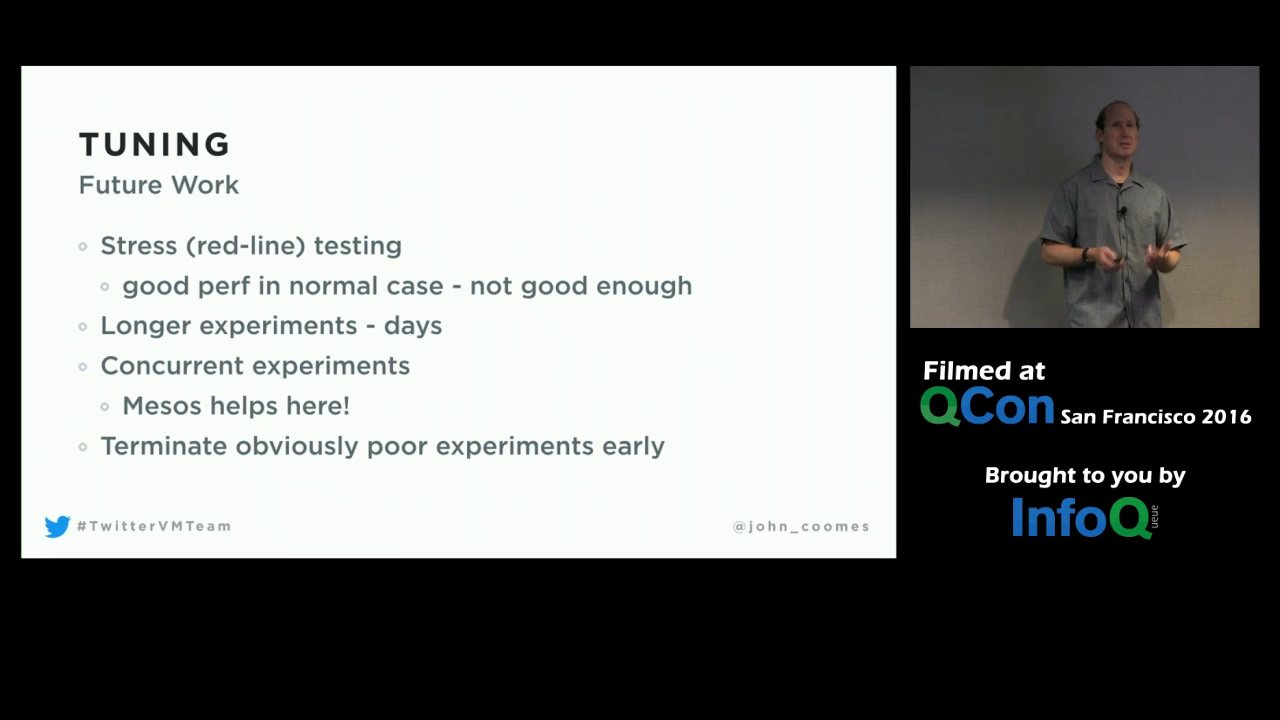 TUNING
Future Work
Stress (red-line) testing
good perf in normal case - not good enough
Longer experiments - days
Concurrent experiments
Mesos helps here!
Terminate obviously poor experiments early
#TwitterVMTeam
@john_coomes
Filmed at
QCon San Francisco 2016
Brought to you by
InfoQ
ueue